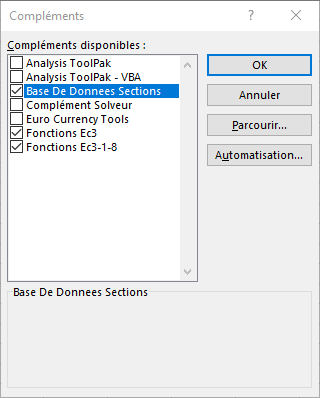 Compléments
?
Compléments disponibles :
Analysis ToolPak
Analysis ToolPak - VBA
Base De Donnees Sections
Complément Solveur
Euro Currency Tools
Fonctions Ec3
Fonctions Ec3-1-8
OK
Annuler
Parcourir...
Automatisation...
Base De Donnees Sections